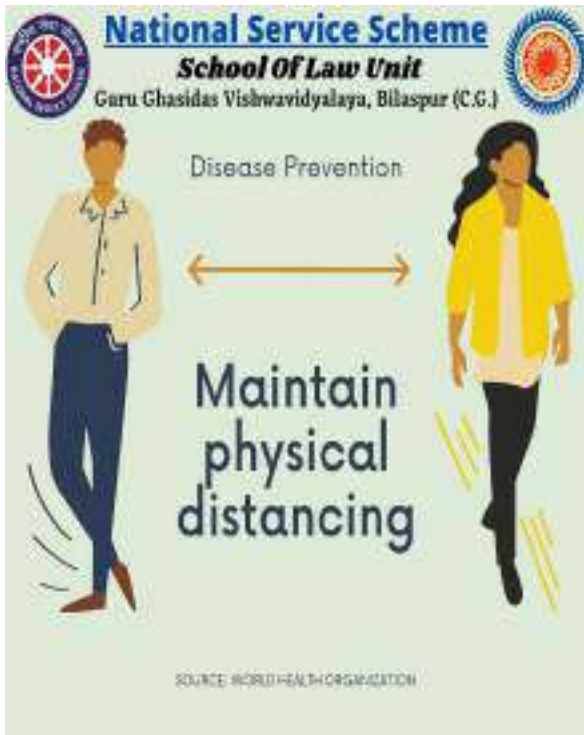 National Service Scheme
School Of Law Unit
Guru Ghasidas Vishwavidyalaya, Bilaspur (C.G.)
Disease Prevention
Maintain
physical
distancing
SOURCE: WORLD HEALTH ORGANIZATION